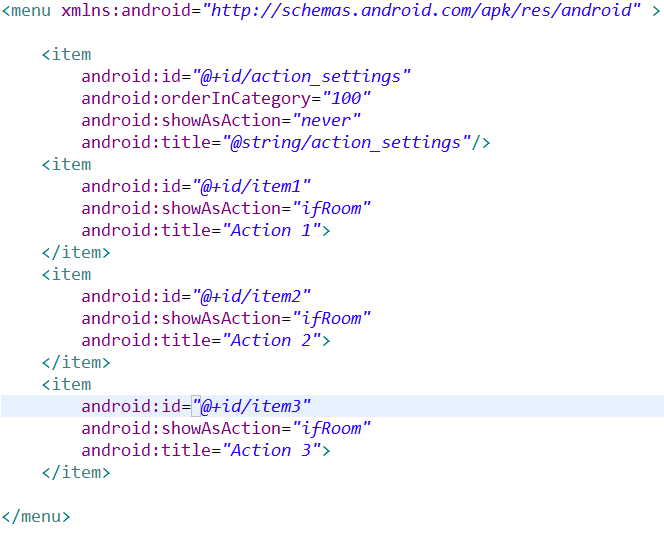 <menu xmlns:android="http://schemas.android.com/apk/res/android" >
<item
android:id="@+id/action_settings"
android:orderInCategory="100"
android:showAsAction="never"
android:title="@string/action_settings"/>
<item
android:id="@+id/item1"
android:showAsAction="ifRoom"
android:title="Action 1">
</item>
<item
android:id="@+id/item2"
android:showAsAction="ifRoom"
android:title="Action 2">
</item>
<item
android:id="@+id/item3"
android:showAsAction="ifRoom"
android:title="Action 3">
</item>
</menu>